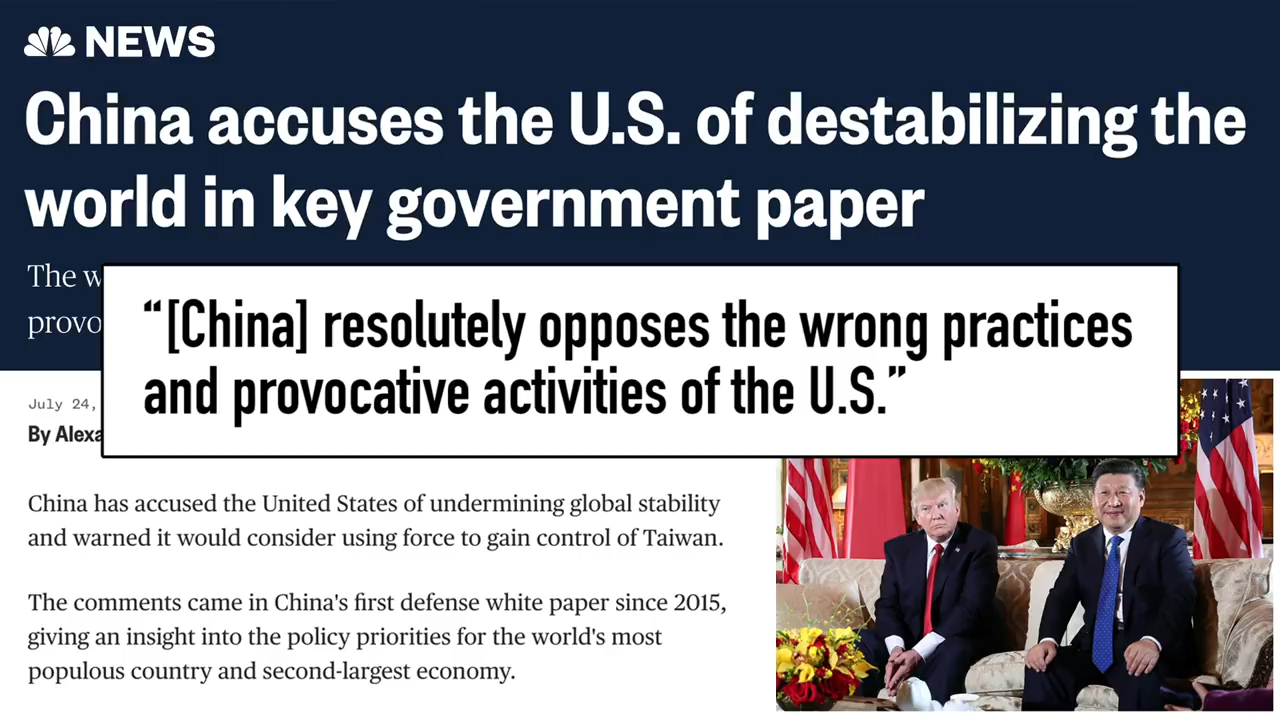 NEWS
China accuses the U.S. of destabilizing the
world in key government paper
The w
provo
“[China] resolutely opposes the wrong practices
and provocative activities of the U.S.”
July 24,
By Alexa
China has accused the United States of undermining global stability
and warned it would consider using force to gain control of Taiwan.
The comments came in China's first defense white paper since 2015,
giving an insight into the policy priorities for the world's most
populous country and second-largest economy.